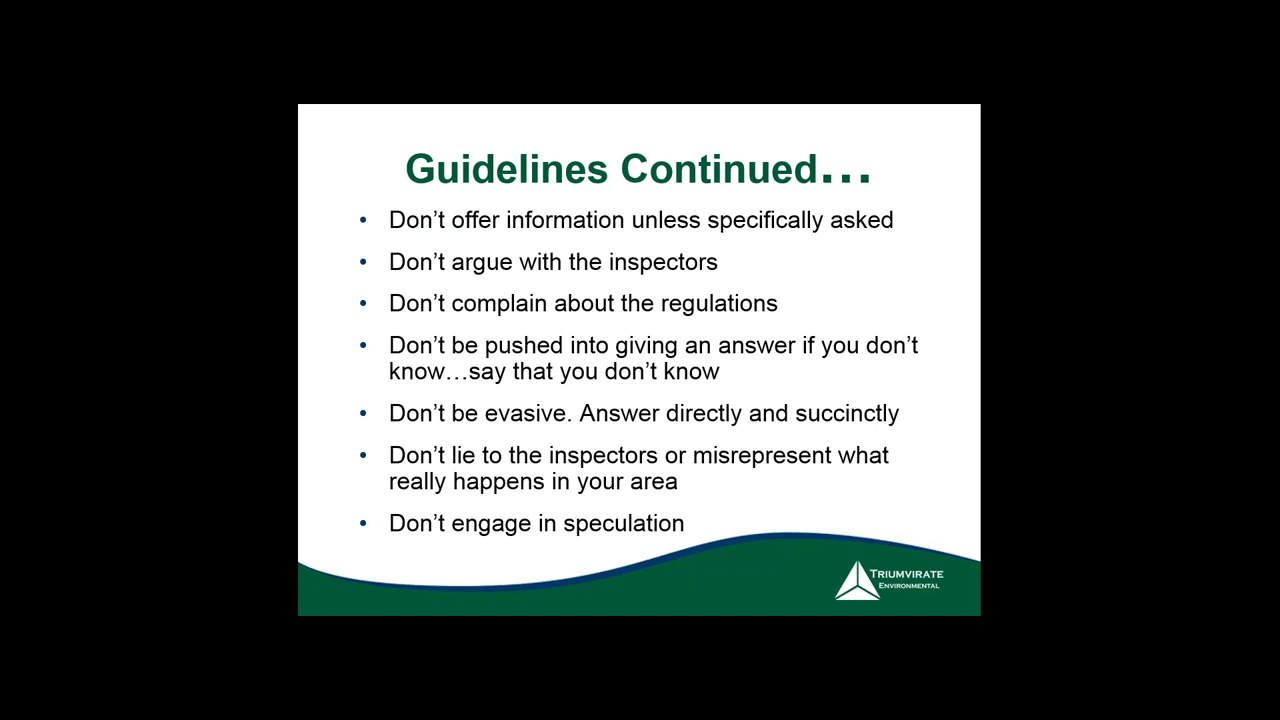 Guidelines Continued…
• Don’t offer information unless specifically asked
• Don’t argue with the inspectors
• Don’t complain about the regulations
• Don’t be pushed into giving an answer if you don’t
know…say that you don’t know
• Don’t be evasive. Answer directly and succinctly
• Don’t lie to the inspectors or misrepresent what
really happens in your area
• Don’t engage in speculation
TRIUMVIRATE
ENVIRONMENTAL